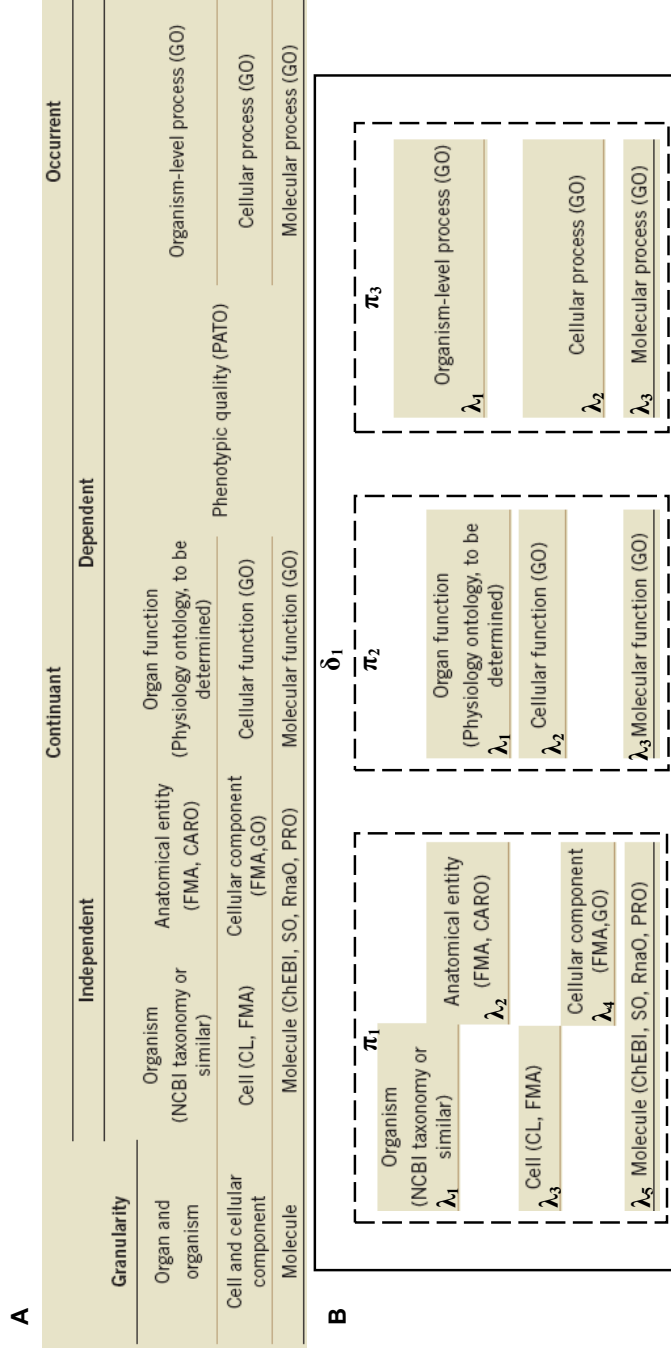 A
Continuant
Occurrent
Independent
Dependent
Granularity
Organ and
organism
Organism
(NCBI taxonomy or
similar)
Anatomical entity
(FMA, CARO)
Organ function
(Physiology ontology, to be
determined)
Phenotypic quality (PATO)
Organism-level process (GO)
Cell and cellular
component
Cell (CL, FMA)
Cellular component
(FMA,GO)
Cellular function (GO)
Cellular process (GO)
Molecule
Molecule (ChEBI, SO, RnaO, PRO)
Molecular function (GO)
Molecular process (GO)
B
δ1
π1
Organism
(NCBI taxonomy or
similar)
λ1
Anatomical entity
(FMA, CARO)
λ2
Cell (CL, FMA)
λ3
Cellular component
(FMA,GO)
λ4
λ5 Molecule (ChEBI, SO, RnaO, PRO)
π2
Organ function
(Physiology ontology, to be
determined)
λ1
Cellular function (GO)
λ2
λ3 Molecular function (GO)
π3
Organism-level process (GO)
λ1
Cellular process (GO)
λ2
λ3 Molecular process (GO)